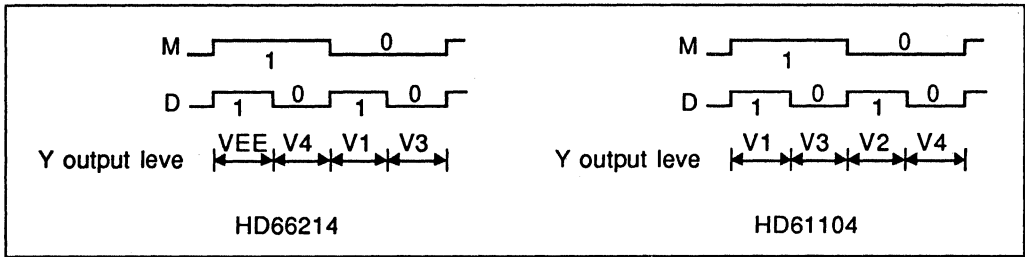 M 1 0
D 1 0 1 0
Y output leve VEE V4 V1 V3
HD66214
M 1 0
D 1 0 1 0
Y output leve V1 V3 V2 V4
HD61104